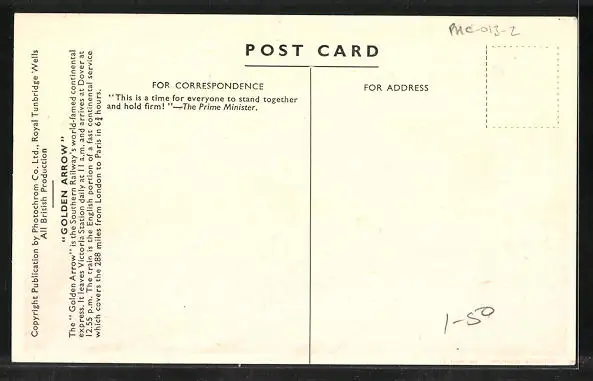 PHC-013-2
POST CARD
FOR CORRESPONDENCE
"This is a time for everyone to stand together
and hold firm!"—The Prime Minister.
FOR ADDRESS
Copyright Publication by Photochrom Co. Ltd., Royal Tunbridge Wells
All British Production
"GOLDEN ARROW"
The "Golden Arrow" is the Southern Railway's world-famed continental
express. It leaves Victoria Station daily at 11 a.m. and arrives at Dover at
12.55 p.m. The train is the English portion of a fast continental service
which covers the 288 miles from London to Paris in 6¾ hours.
1-50